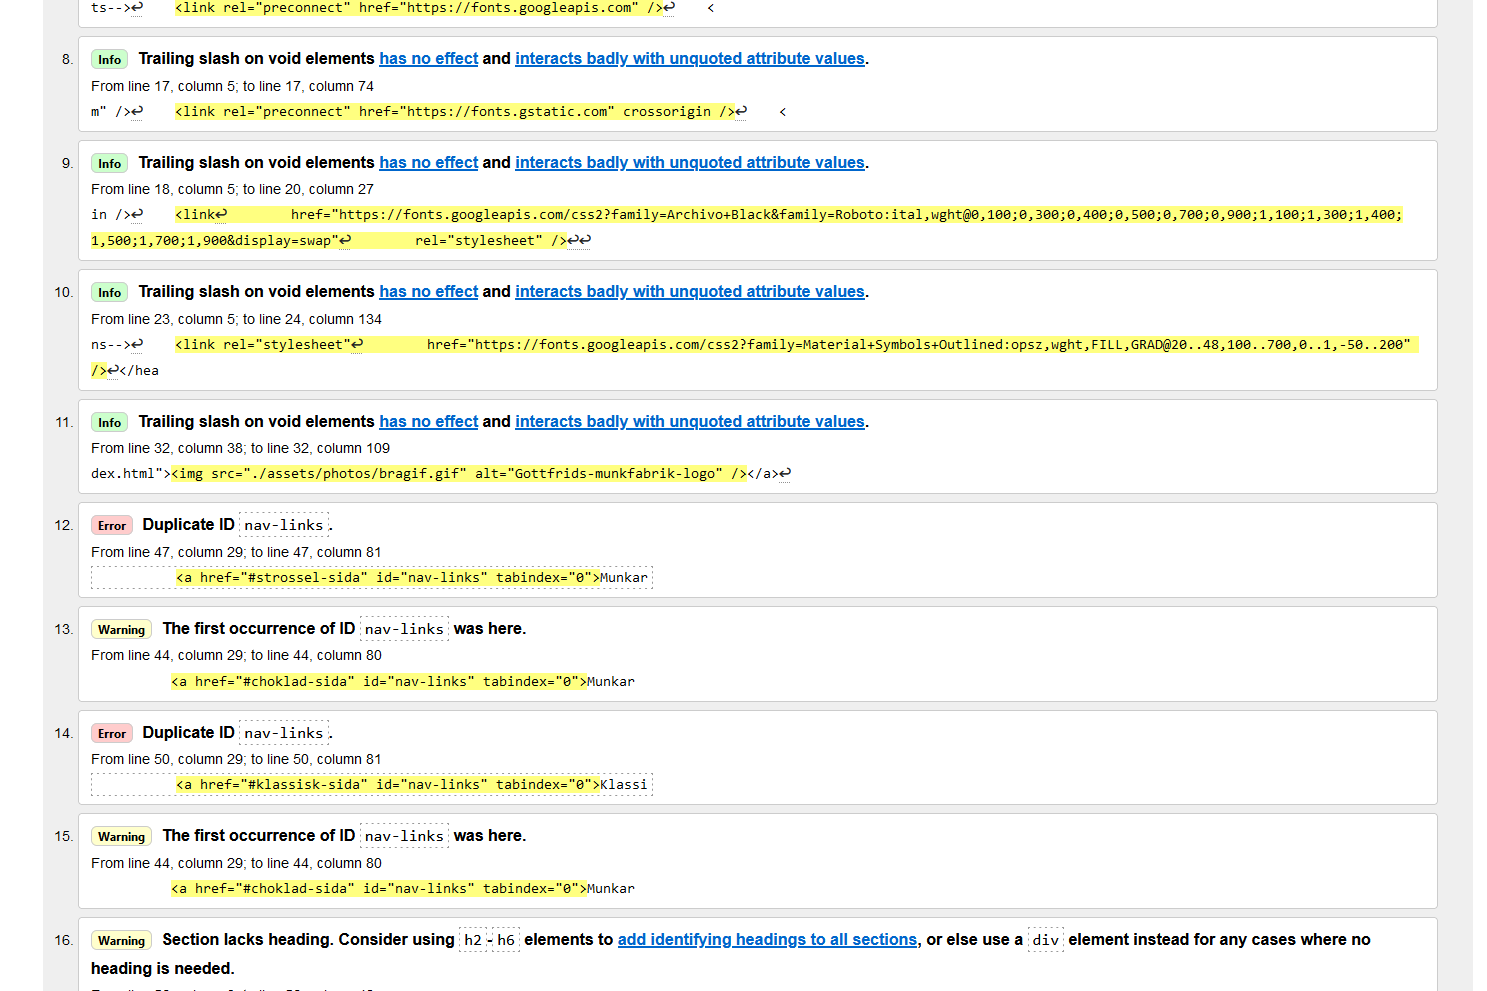 ts-->↩    <link rel="preconnect" href="https://fonts.googleapis.com" />↩    <
8. Info Trailing slash on void elements has no effect and interacts badly with unquoted attribute values.
From line 17, column 5; to line 17, column 74
m" />↩    <link rel="preconnect" href="https://fonts.gstatic.com" crossorigin />↩    <
9. Info Trailing slash on void elements has no effect and interacts badly with unquoted attribute values.
From line 18, column 5; to line 20, column 27
in />↩    <link↩        href="https://fonts.googleapis.com/css2?family=Archivo+Black&family=Roboto:ital,wght@0,100;0,300;0,400;0,500;0,700;0,900;1,100;1,300;1,400;
1,500;1,700;1,900&display=swap"↩        rel="stylesheet" />↩↩
10. Info Trailing slash on void elements has no effect and interacts badly with unquoted attribute values.
From line 23, column 5; to line 24, column 134
ns-->↩    <link rel="stylesheet"↩        href="https://fonts.googleapis.com/css2?family=Material+Symbols+Outlined:opsz,wght,FILL,GRAD@20..48,100..700,0..1,-50..200"
/>↩</hea
11. Info Trailing slash on void elements has no effect and interacts badly with unquoted attribute values.
From line 32, column 38; to line 32, column 109
dex.html"><img src="./assets/photos/bragif.gif" alt="Gottfrids-munkfabrik-logo" /></a>↩
12. Error Duplicate ID nav-links.
From line 47, column 29; to line 47, column 81
<a href="#strossel-sida" id="nav-links" tabindex="0">Munkar
13. Warning The first occurrence of ID nav-links was here.
From line 44, column 29; to line 44, column 80
<a href="#choklad-sida" id="nav-links" tabindex="0">Munkar
14. Error Duplicate ID nav-links.
From line 50, column 29; to line 50, column 81
<a href="#klassisk-sida" id="nav-links" tabindex="0">Klassi
15. Warning The first occurrence of ID nav-links was here.
From line 44, column 29; to line 44, column 80
<a href="#choklad-sida" id="nav-links" tabindex="0">Munkar
16. Warning Section lacks heading. Consider using h2-h6 elements to add identifying headings to all sections, or else use a div element instead for any cases where no
heading is needed.